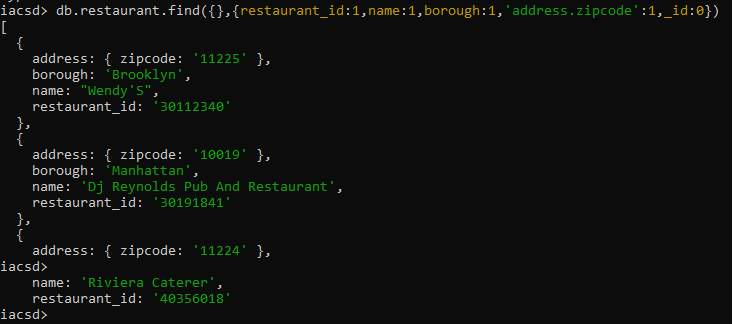 iacsd> db.restaurant.find({},{restaurant_id:1,name:1,borough:1,'address.zipcode':1,_id:0})
[
  {
    address: { zipcode: '11225' },
    borough: 'Brooklyn',
    name: "Wendy'S",
    restaurant_id: '30112340'
  },
  {
    address: { zipcode: '10019' },
    borough: 'Manhattan',
    name: 'Dj Reynolds Pub And Restaurant',
    restaurant_id: '30191841'
  },
  {
    address: { zipcode: '11224' },
iacsd>
    name: 'Riviera Caterer',
    restaurant_id: '40356018'
iacsd>